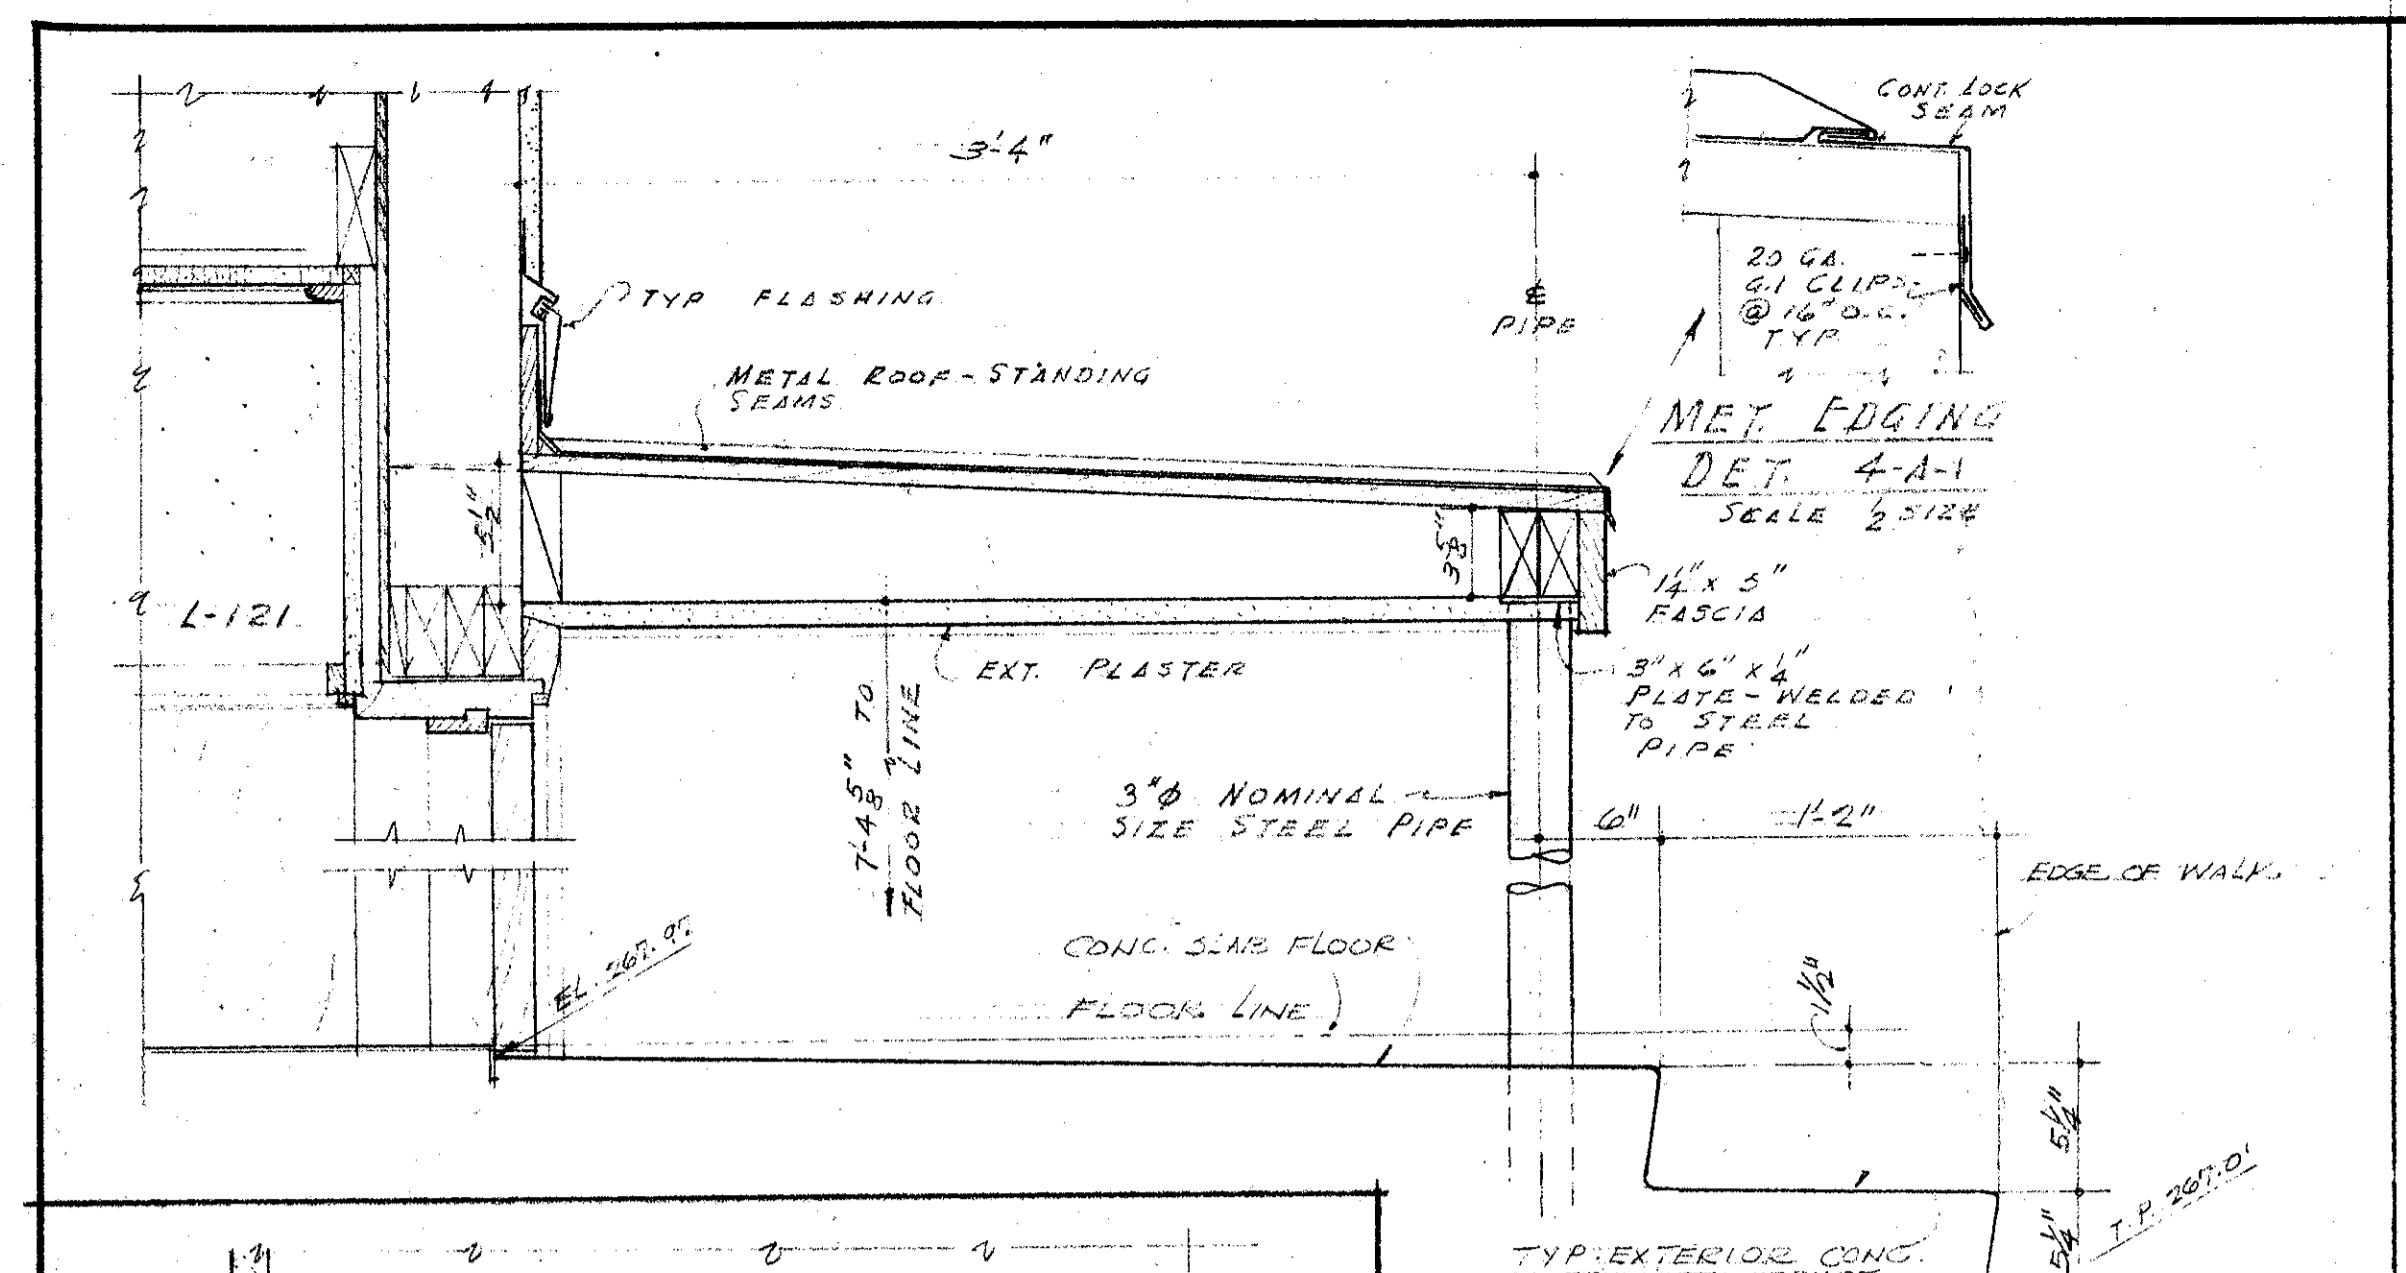 CONT. LOCK
SEAM
3'-4"
20 GA.
G.I CLIPS
@ 16" O.C.
TYP.
TYP FLASHING
℄
PIPE
METAL ROOF-STANDING
SEAMS
MET. EDGING
DET. 4-A-1
SCALE ½ SIZE
5½"
3⅝"
1¼" x 5"
FASCIA
L-121
EXT. PLASTER
3" x 6" x ¼"
PLATE - WELDED
TO STEEL
PIPE
7'-4⅝" TO
FLOOR LINE
3"ϕ NOMINAL
SIZE STEEL PIPE
6"
1'-2"
EDGE OF WALK
EL. 267.97
CONC. SLAB FLOOR
FLOOR LINE
1½"
5¼"
T.P. 267.01
5¼"
TYP. EXTERIOR CONC.